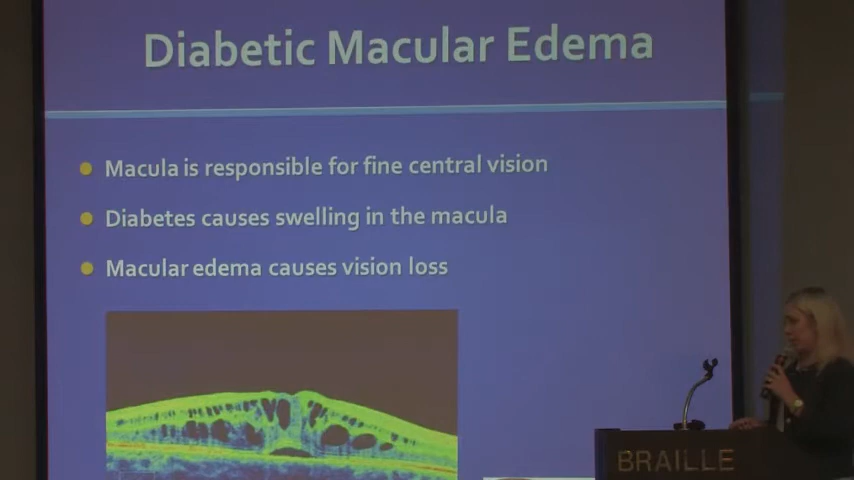 Diabetic Macular Edema
Macula is responsible for fine central vision
Diabetes causes swelling in the macula
Macular edema causes vision loss
BRAILLE